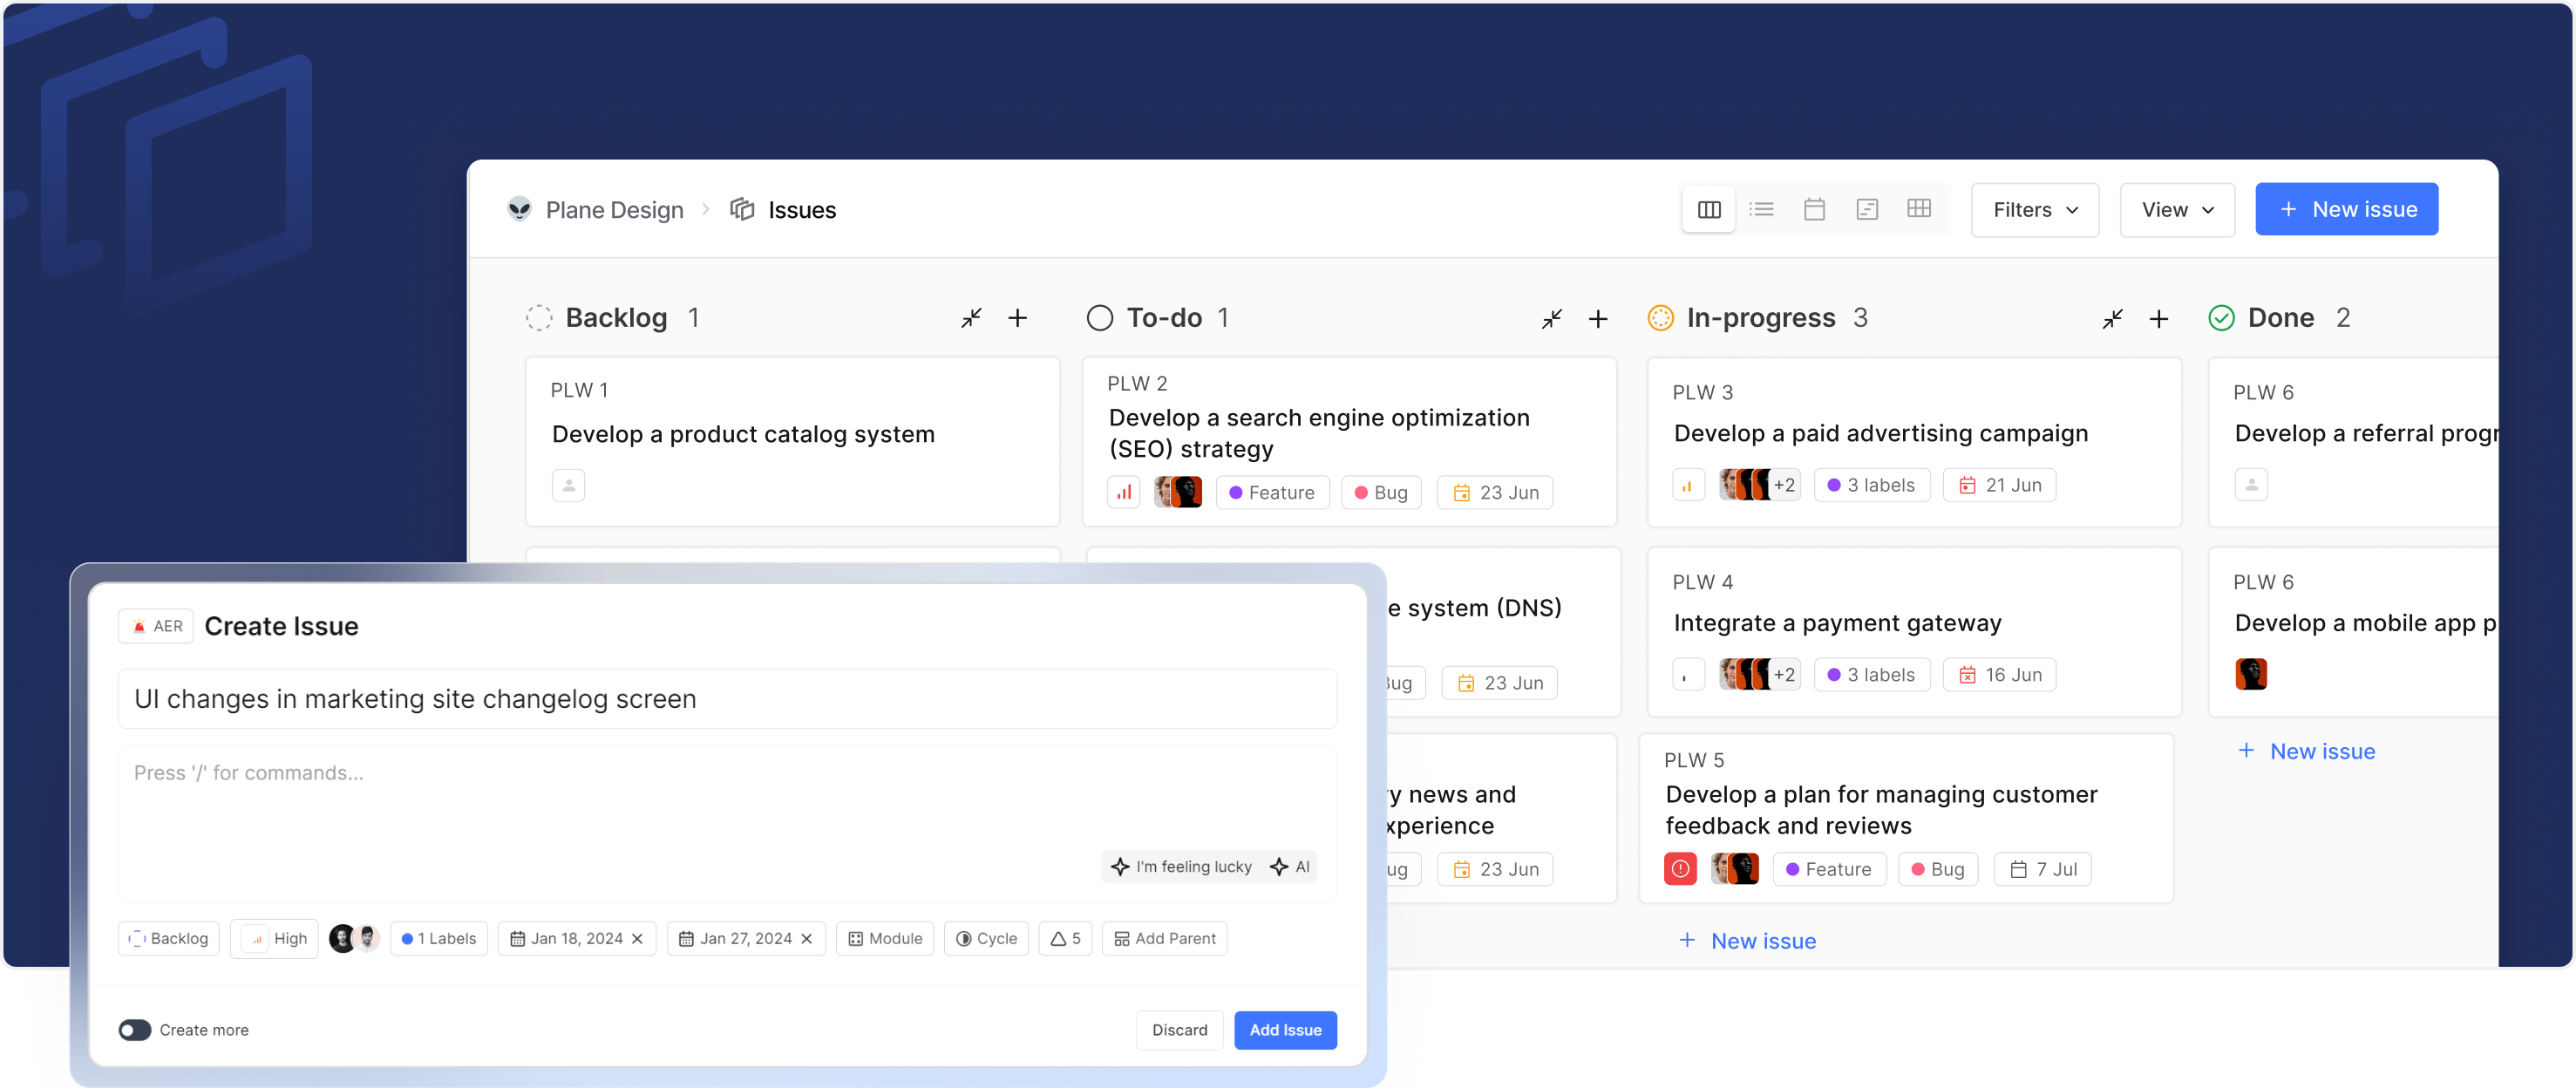 Plane Design
Issues
Filters
View
New issue
Backlog 1
To-do 1
In-progress 3
Done 2
PLW 1
Develop a product catalog system
PLW 2
Develop a search engine optimization
(SEO) strategy
Feature
Bug
23 Jun
e system (DNS)
ug
23 Jun
y news and
xperience
ug
23 Jun
PLW 3
Develop a paid advertising campaign
+2
3 labels
21 Jun
PLW 4
Integrate a payment gateway
+2
3 labels
16 Jun
PLW 5
Develop a plan for managing customer
feedback and reviews
Feature
Bug
7 Jul
New issue
PLW 6
Develop a referral progr
PLW 6
Develop a mobile app p
New issue
AER
Create Issue
UI changes in marketing site changelog screen
Press '/' for commands...
I'm feeling lucky
AI
Backlog
High
1 Labels
Jan 18, 2024
Jan 27, 2024
Module
Cycle
5
Add Parent
Create more
Discard
Add Issue